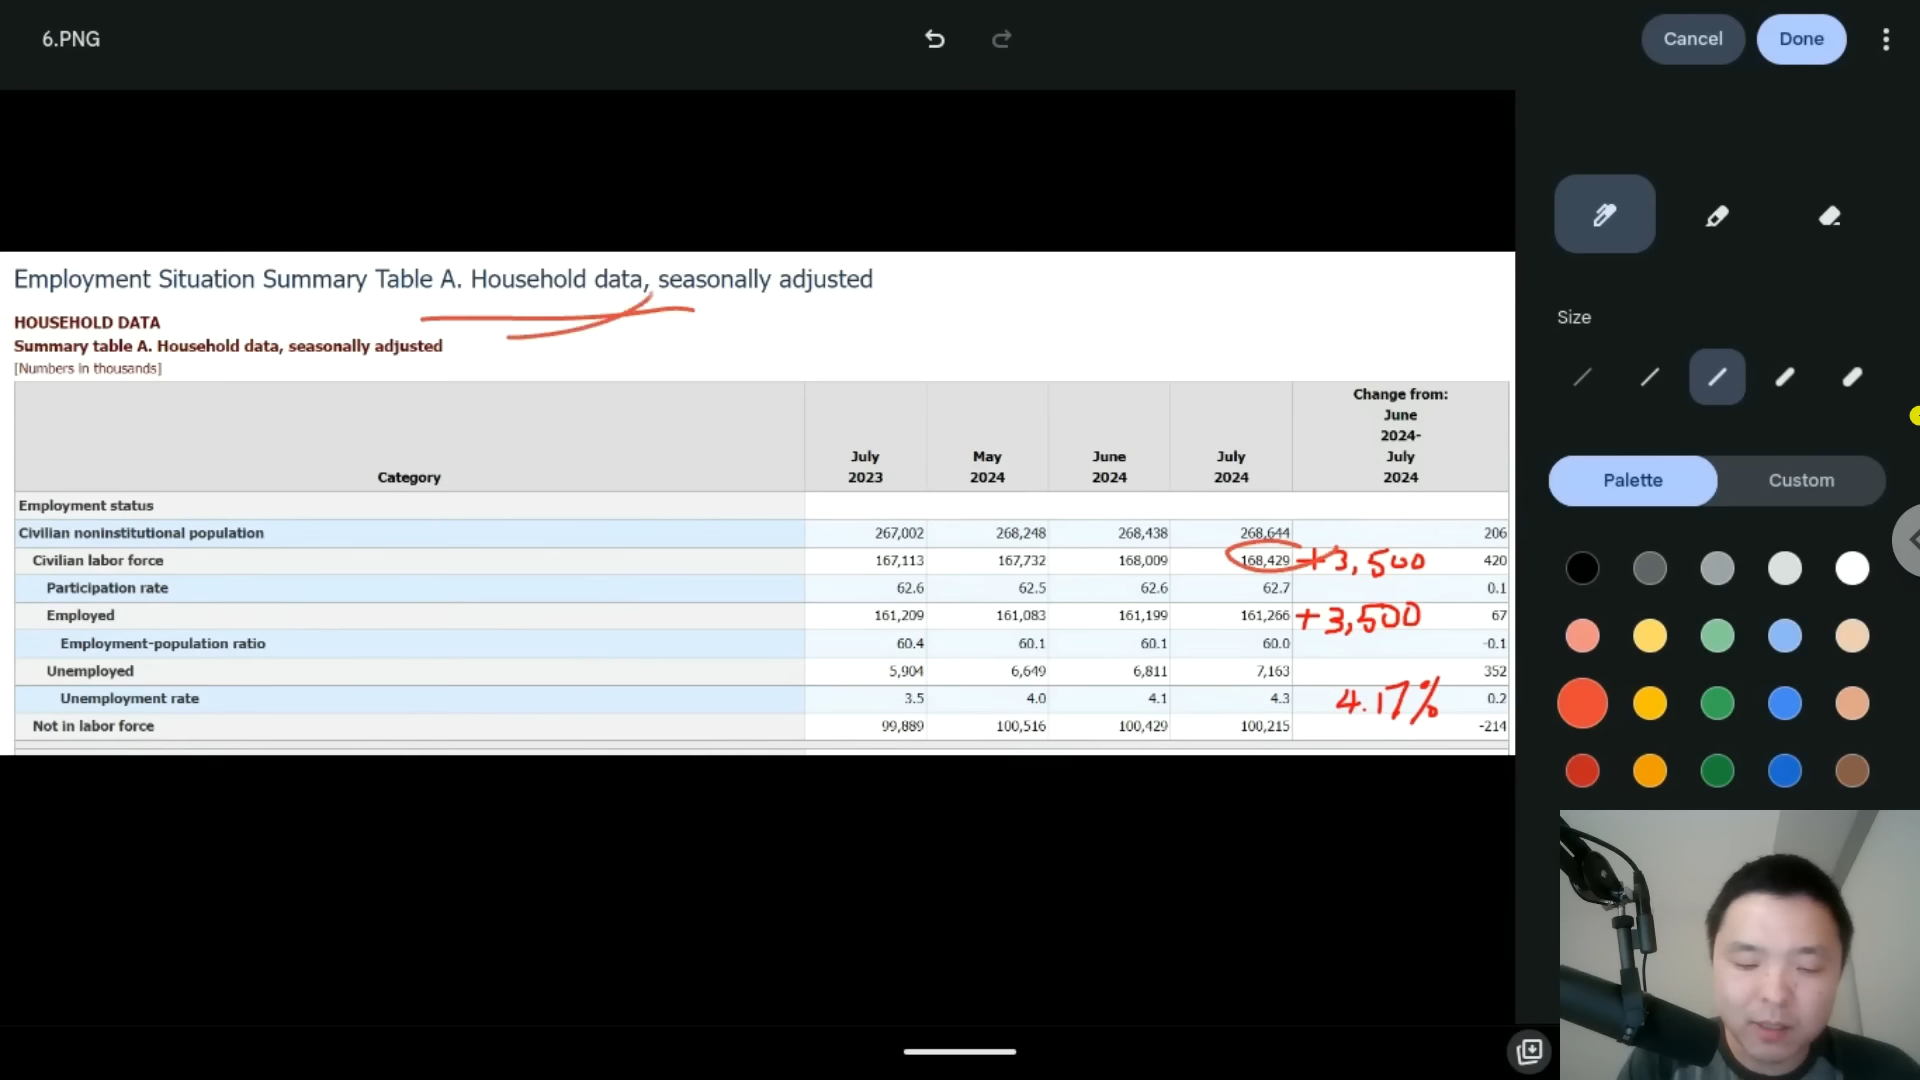 6.PNG
Cancel
Done
Employment Situation Summary Table A. Household data, seasonally adjusted
HOUSEHOLD DATA
Summary table A. Household data, seasonally adjusted
[Numbers in thousands]
Category July 2023 May 2024 June 2024 July 2024 Change from: June 2024- July 2024
Employment status
Civilian noninstitutional population 267,002 268,248 268,438 268,644 206
Civilian labor force 167,113 167,732 168,009 168,429 +3,500 420
Participation rate 62.6 62.5 62.6 62.7 0.1
Employed 161,209 161,083 161,199 161,266 +3,500 67
Employment-population ratio 60.4 60.1 60.1 60.0 -0.1
Unemployed 5,904 6,649 6,811 7,163 352
Unemployment rate 3.5 4.0 4.1 4.3 4.17% 0.2
Not in labor force 99,889 100,516 100,429 100,215 -214
Size
Palette
Custom